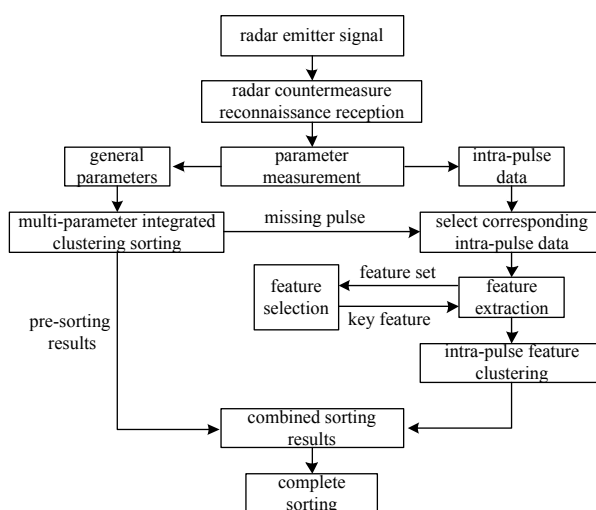 radar emitter signal
radar countermeasure
reconnaissance reception
general
parameters
parameter
measurement
intra-pulse
data
multi-parameter integrated
clustering sorting
missing pulse
select corresponding
intra-pulse data
feature
selection
feature set
key feature
feature
extraction
pre-sorting
results
intra-pulse feature
clustering
combined sorting
results
complete
sorting